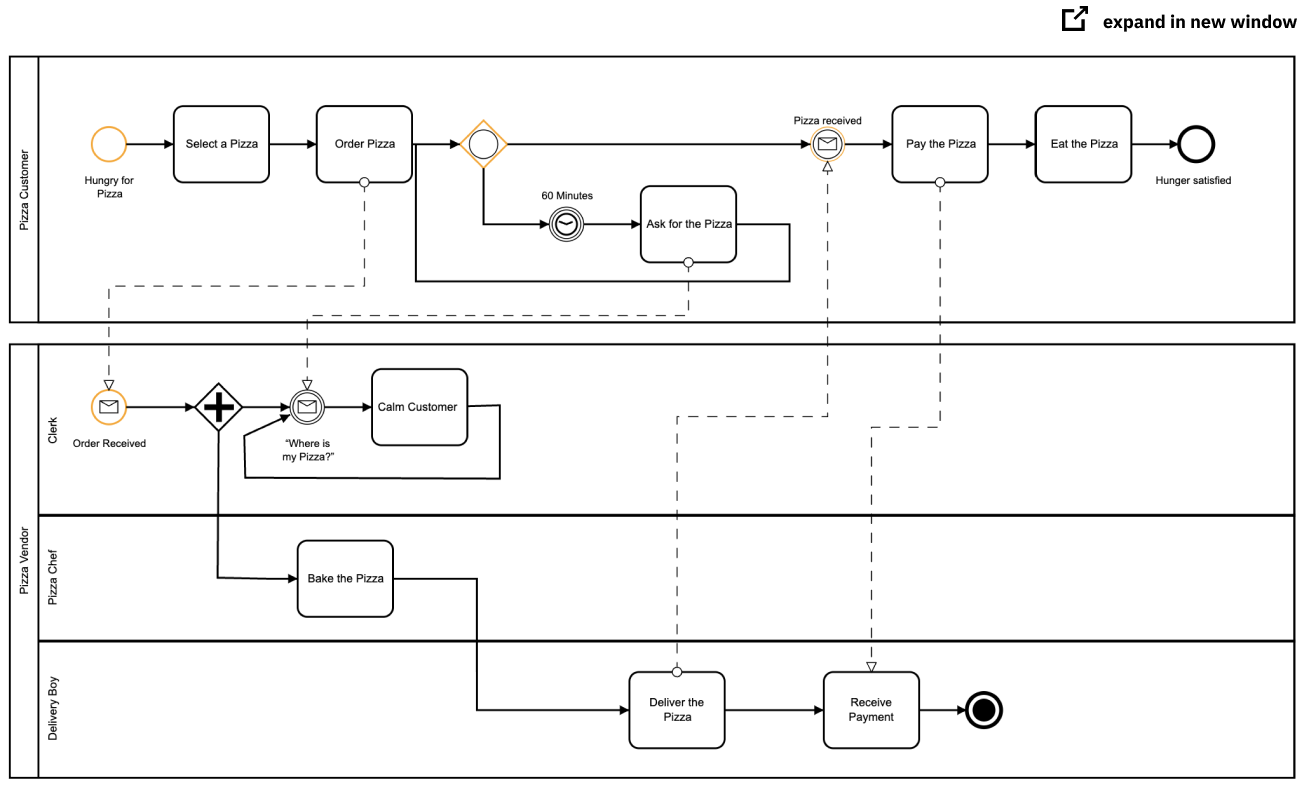 expand in new window
Pizza Customer
Hungry for
Pizza
Select a Pizza
Order Pizza
60 Minutes
Ask for the Pizza
Pizza received
Pay the Pizza
Eat the Pizza
Hunger satisfied
Pizza Vendor
Clerk
Order Received
“Where is
my Pizza?”
Calm Customer
Pizza Chef
Bake the Pizza
Delivery Boy
Deliver the
Pizza
Receive
Payment